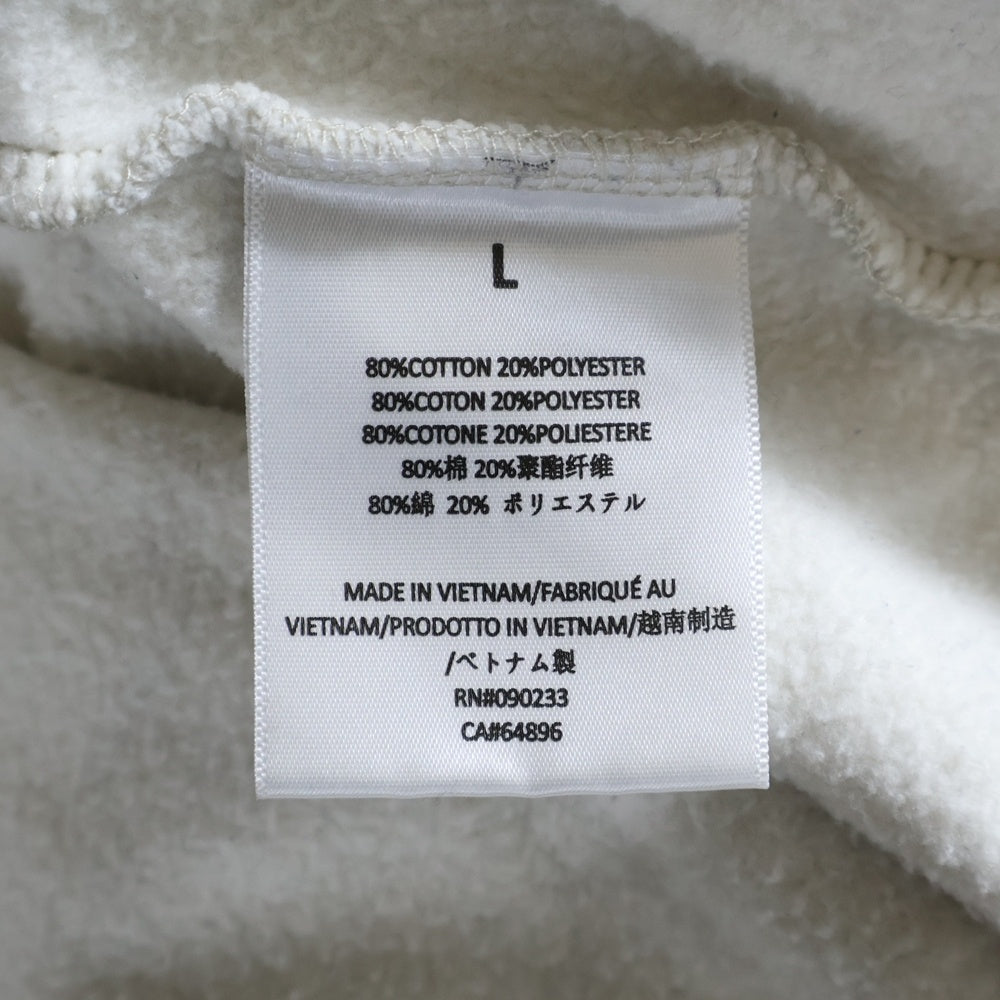 L
80%COTTON 20%POLYESTER
80%COTON 20%POLYESTER
80%COTONE 20%POLIESTERE
80%棉 20%聚酯纤维
80%綿 20% ポリエステル
MADE IN VIETNAM/FABRIQUÉ AU
VIETNAM/PRODOTTO IN VIETNAM/越南制造
/ベトナム製
RN#090233
CA#64896